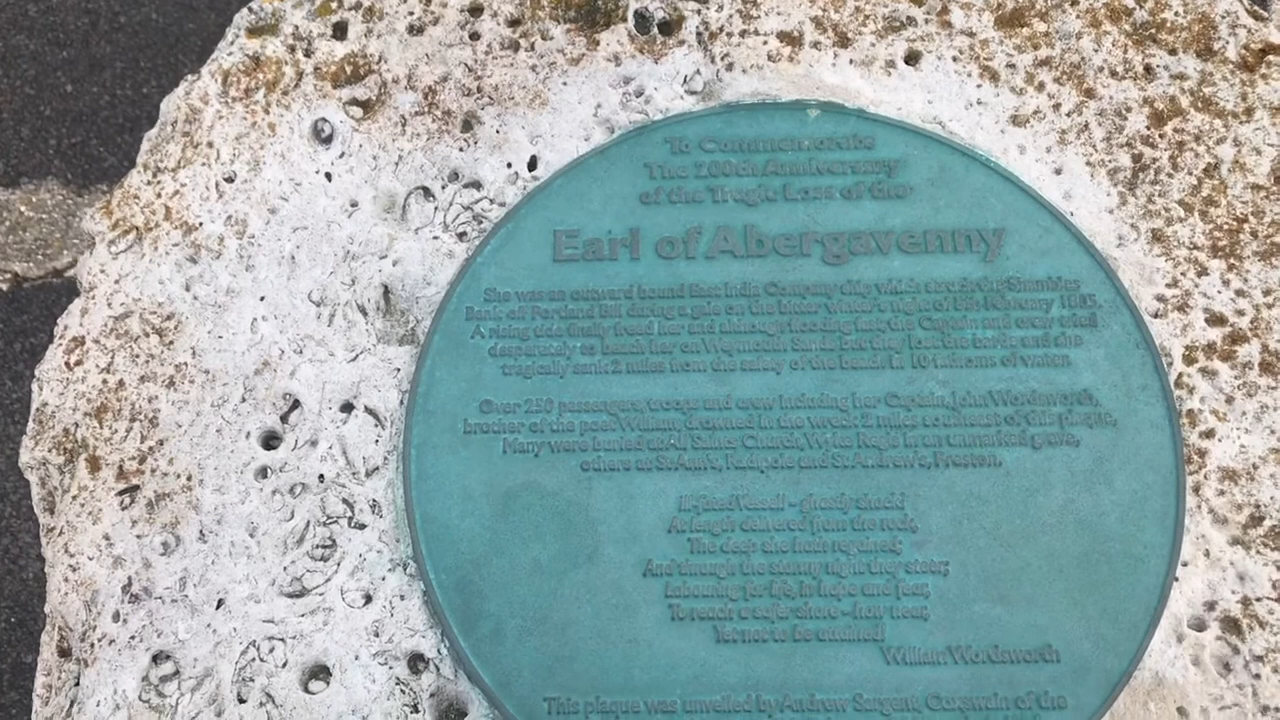 To Commemorate
The 200th Anniversary
of the Tragic Loss of the
Earl of Abergavenny
She was an outward bound East India Company ship which struck the Shambles
Bank off Portland Bill during a gale on the bitter winter's night of 5th February 1805.
A rising tide finally freed her and although flooding fast, the Captain and crew tried
desperately to beach her on Weymouth Sands but they lost the battle and she
tragically sank 2 miles from the safety of the beach in 10 fathoms of water.
Over 250 passengers, troops and crew including her Captain, John Wordsworth,
brother of the poet William, drowned in the wreck 2 miles southeast of this plaque.
Many were buried at All Saints Church, Wyke Regis in an unmarked grave,
others at St Ann's, Radipole and St Andrew's, Preston.
Ill-fated Vessel! - ghastly shock!
At length delivered from the rock,
The deep she hath regained;
And through the stormy night they steer;
Labouring for life, in hope and fear,
To reach a safer shore - how near,
Yet not to be attained!
William Wordsworth
This plaque was unveiled by Andrew Sargent, Coxswain of the